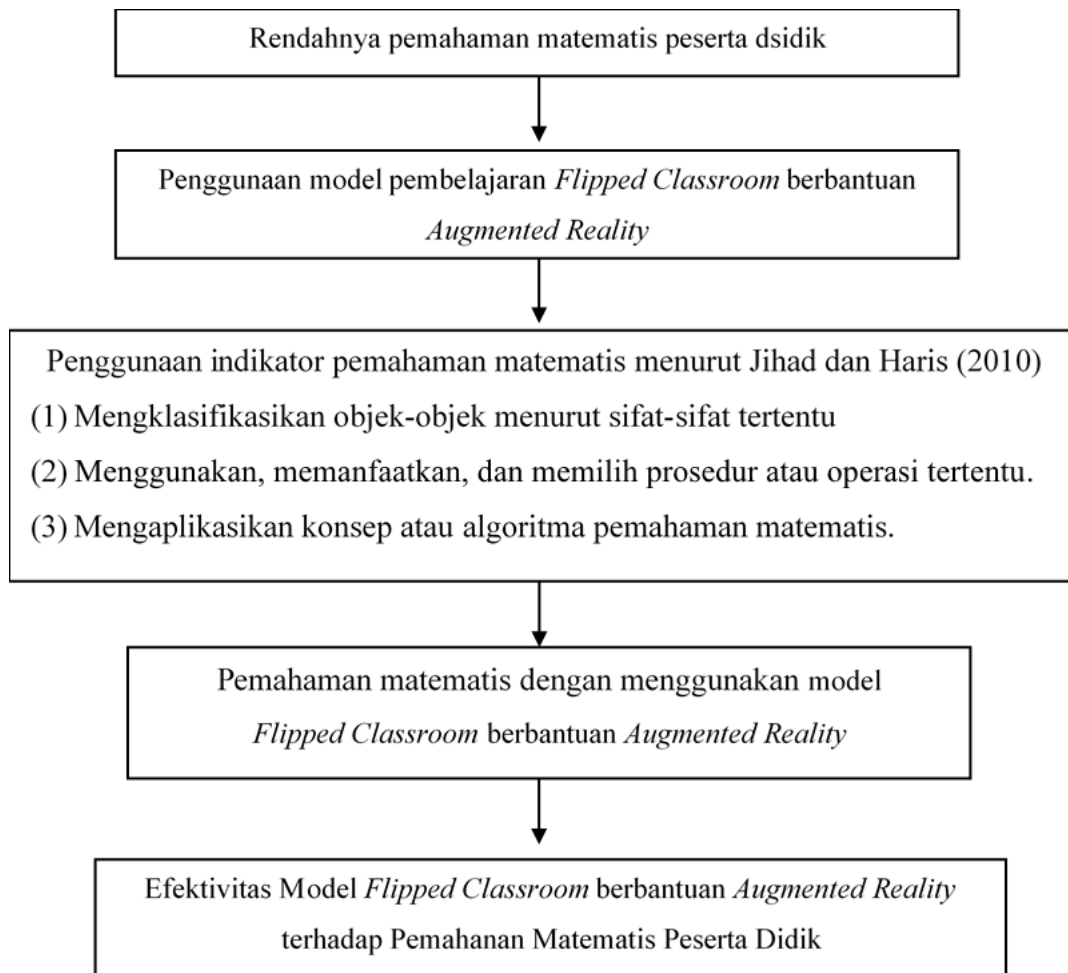 Rendahnya pemahaman matematis peserta dsidik
Penggunaan model pembelajaran Flipped Classroom berbantuan
Augmented Reality
Penggunaan indikator pemahaman matematis menurut Jihad dan Haris (2010)
(1) Mengklasifikasikan objek-objek menurut sifat-sifat tertentu
(2) Menggunakan, memanfaatkan, dan memilih prosedur atau operasi tertentu.
(3) Mengaplikasikan konsep atau algoritma pemahaman matematis.
Pemahaman matematis dengan menggunakan model
Flipped Classroom berbantuan Augmented Reality
Efektivitas Model Flipped Classroom berbantuan Augmented Reality
terhadap Pemahanan Matematis Peserta Didik